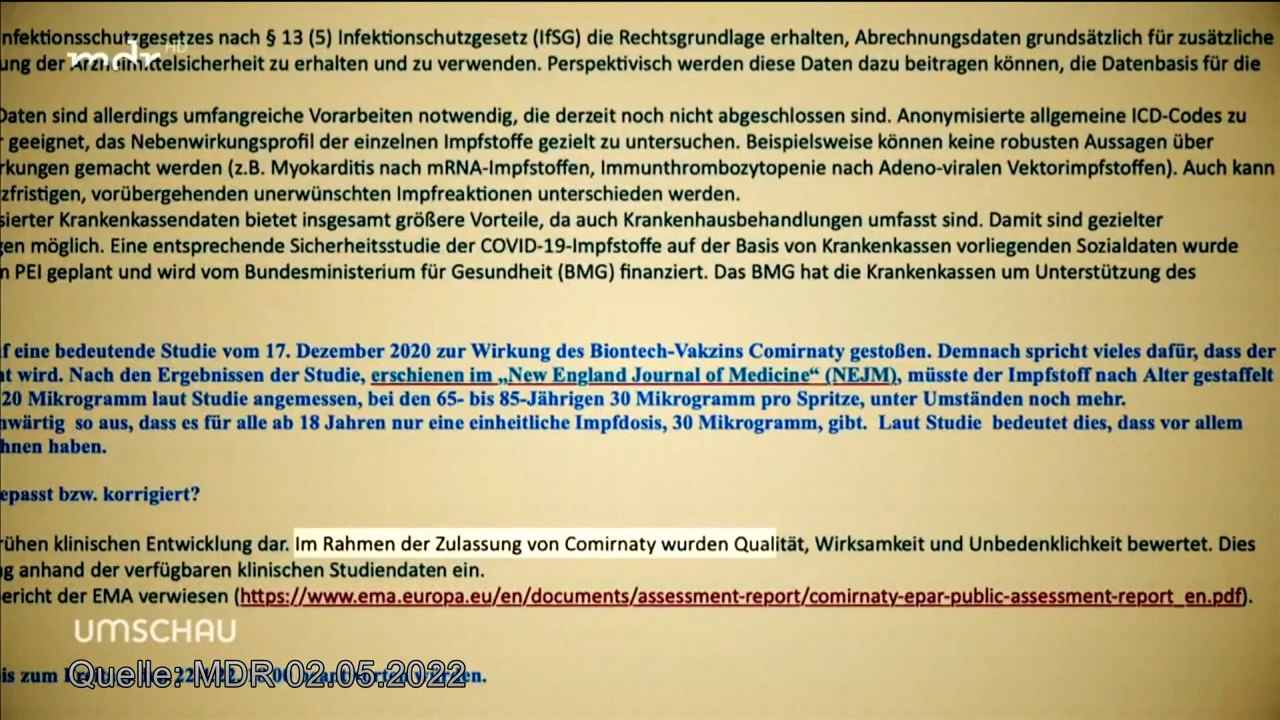 nfektionsschutzgesetzes nach § 13 (5) Infektionschutzgesetz (IfSG) die Rechtsgrundlage erhalten, Abrechnungsdaten grundsätzlich für zusätzliche
mdr HD
ung der Arzneimittelsicherheit zu erhalten und zu verwenden. Perspektivisch werden diese Daten dazu beitragen können, die Datenbasis für die
Daten sind allerdings umfangreiche Vorarbeiten notwendig, die derzeit noch nicht abgeschlossen sind. Anonymisierte allgemeine ICD-Codes zu
r geeignet, das Nebenwirkungsprofil der einzelnen Impfstoffe gezielt zu untersuchen. Beispielsweise können keine robusten Aussagen über
rkungen gemacht werden (z.B. Myokarditis nach mRNA-Impfstoffen, Immunthrombozytopenie nach Adeno-viralen Vektorimpfstoffen). Auch kann
zfristigen, vorübergehenden unerwünschten Impfreaktionen unterschieden werden.
sierter Krankenkassendaten bietet insgesamt größere Vorteile, da auch Krankenhausbehandlungen umfasst sind. Damit sind gezielter
gen möglich. Eine entsprechende Sicherheitsstudie der COVID-19-Impfstoffe auf der Basis von Krankenkassen vorliegenden Sozialdaten wurde
n PEI geplant und wird vom Bundesministerium für Gesundheit (BMG) finanziert. Das BMG hat die Krankenkassen um Unterstützung des
f eine bedeutende Studie vom 17. Dezember 2020 zur Wirkung des Biontech-Vakzins Comirnaty gestoßen. Demnach spricht vieles dafür, dass der
nt wird. Nach den Ergebnissen der Studie, erschienen im „New England Journal of Medicine“ (NEJM), müsste der Impfstoff nach Alter gestaffelt
20 Mikrogramm laut Studie angemessen, bei den 65- bis 85-Jährigen 30 Mikrogramm pro Spritze, unter Umständen noch mehr.
nwärtig so aus, dass es für alle ab 18 Jahren nur eine einheitliche Impfdosis, 30 Mikrogramm, gibt. Laut Studie bedeutet dies, dass vor allem
hnen haben.
epasst bzw. korrigiert?
rühen klinischen Entwicklung dar. Im Rahmen der Zulassung von Comirnaty wurden Qualität, Wirksamkeit und Unbedenklichkeit bewertet. Dies
g anhand der verfügbaren klinischen Studiendaten ein.
ericht der EMA verwiesen (https://www.ema.europa.eu/en/documents/assessment-report/comirnaty-epar-public-assessment-report_en.pdf).
UMSCHAU
is zum
Quelle: MDR 02.05.2022